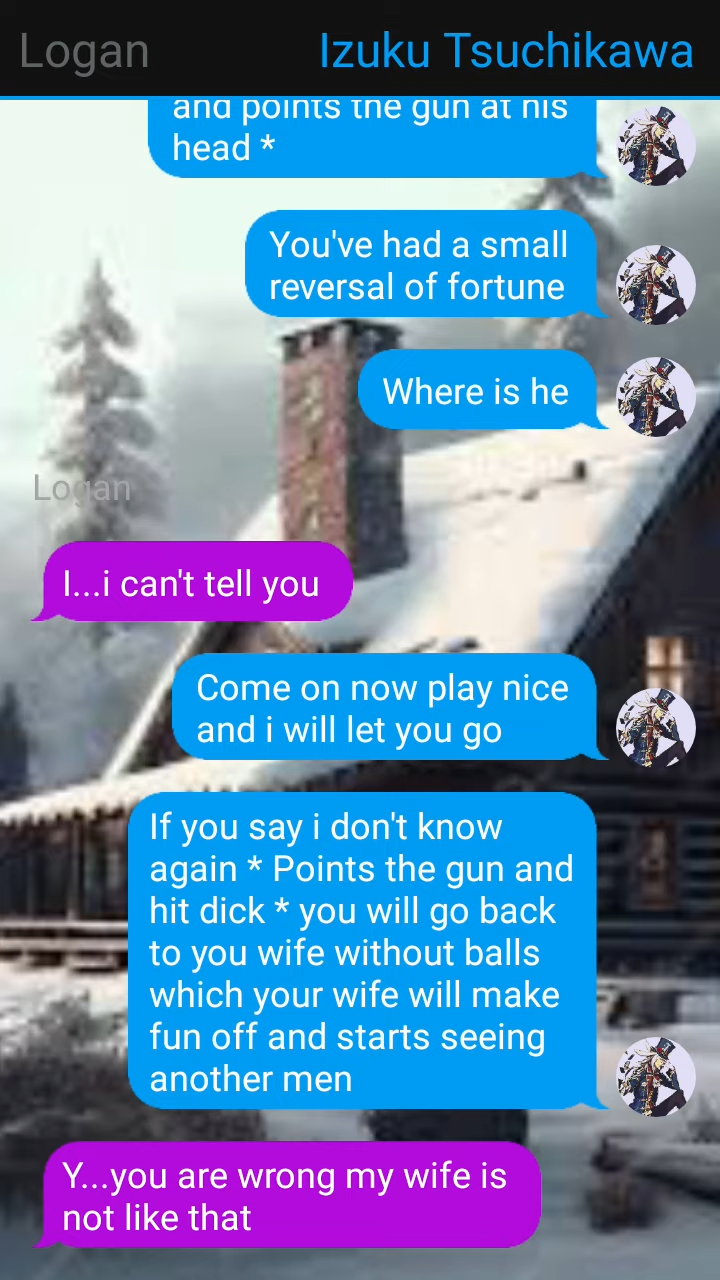 Logan
Izuku Tsuchikawa
and points the gun at his
head *
You've had a small
reversal of fortune
Where is he
Logan
I...i can't tell you
Come on now play nice
and i will let you go
If you say i don't know
again * Points the gun and
hit dick * you will go back
to you wife without balls
which your wife will make
fun off and starts seeing
another men
Y...you are wrong my wife is
not like that